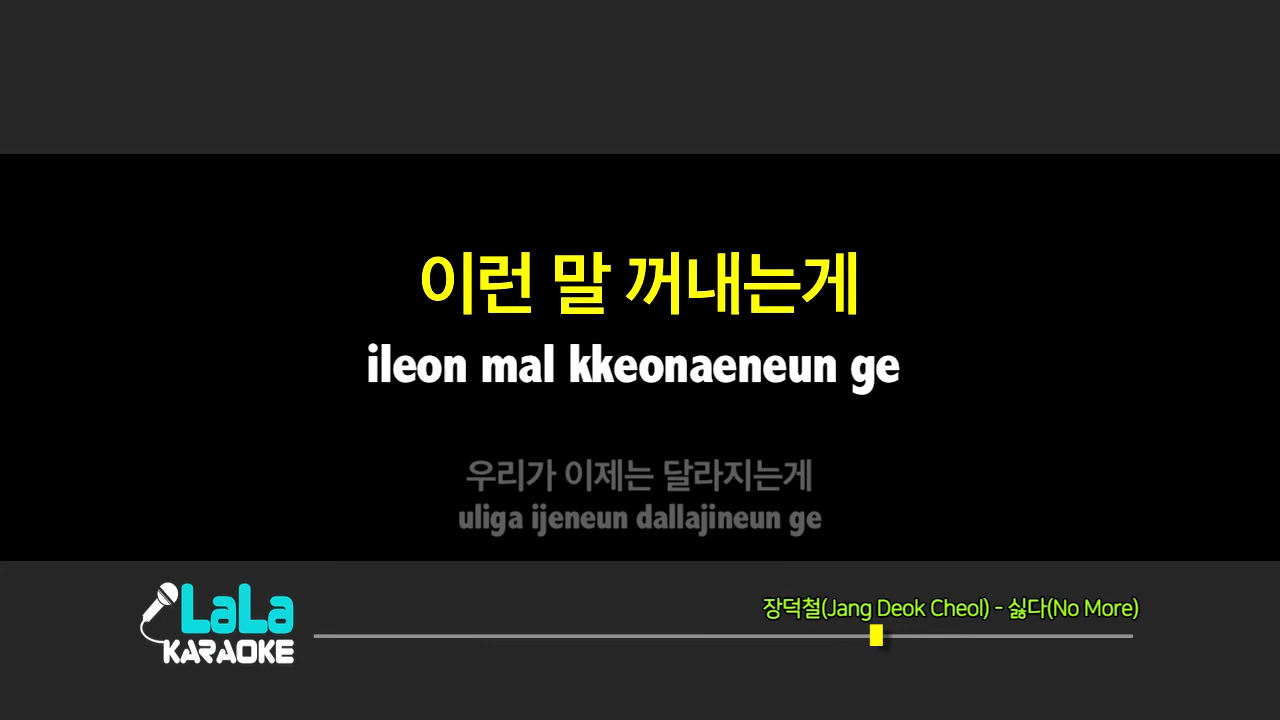 이런 말 꺼내는게
ileon mal kkeonaeneun ge
우리가 이제는 달라지는게
uliga ijeneun dallajineun ge
장덕철(Jang Deok Cheol) - 싫다(No More)
LaLa
KARAOKE